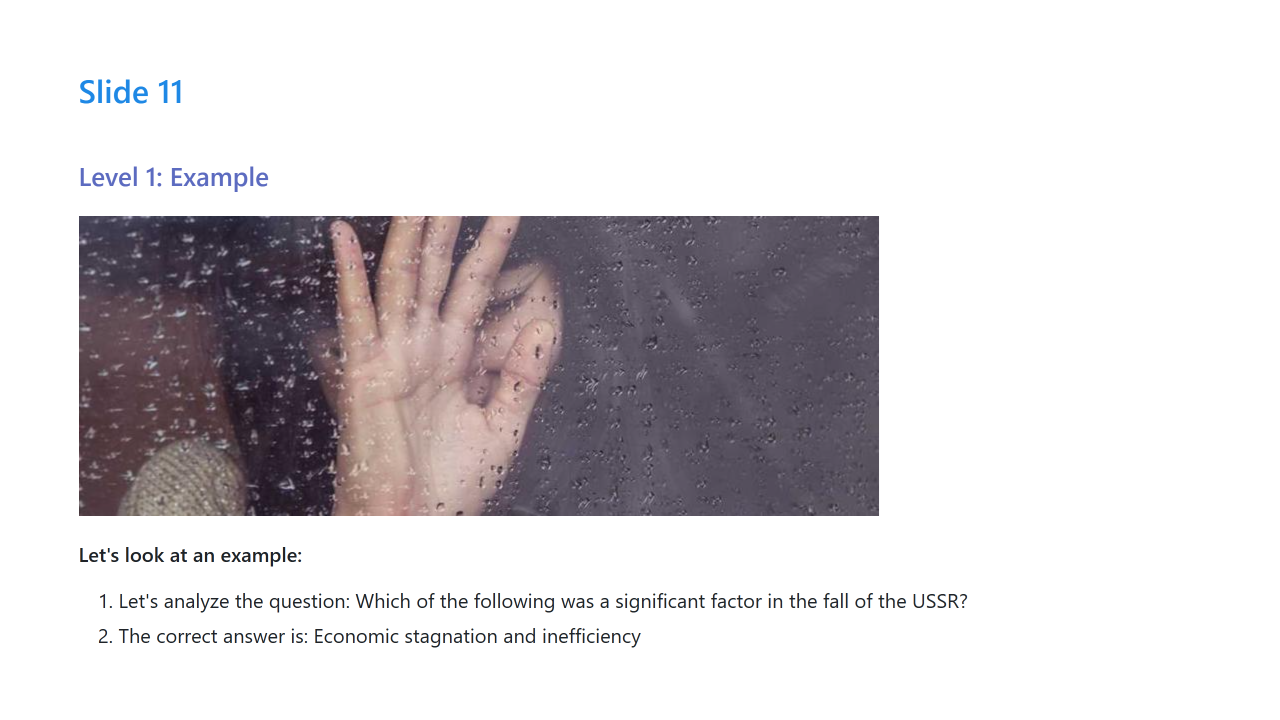 Slide 11
Level 1: Example
Let's look at an example:
1. Let's analyze the question: Which of the following was a significant factor in the fall of the USSR?
2. The correct answer is: Economic stagnation and inefficiency